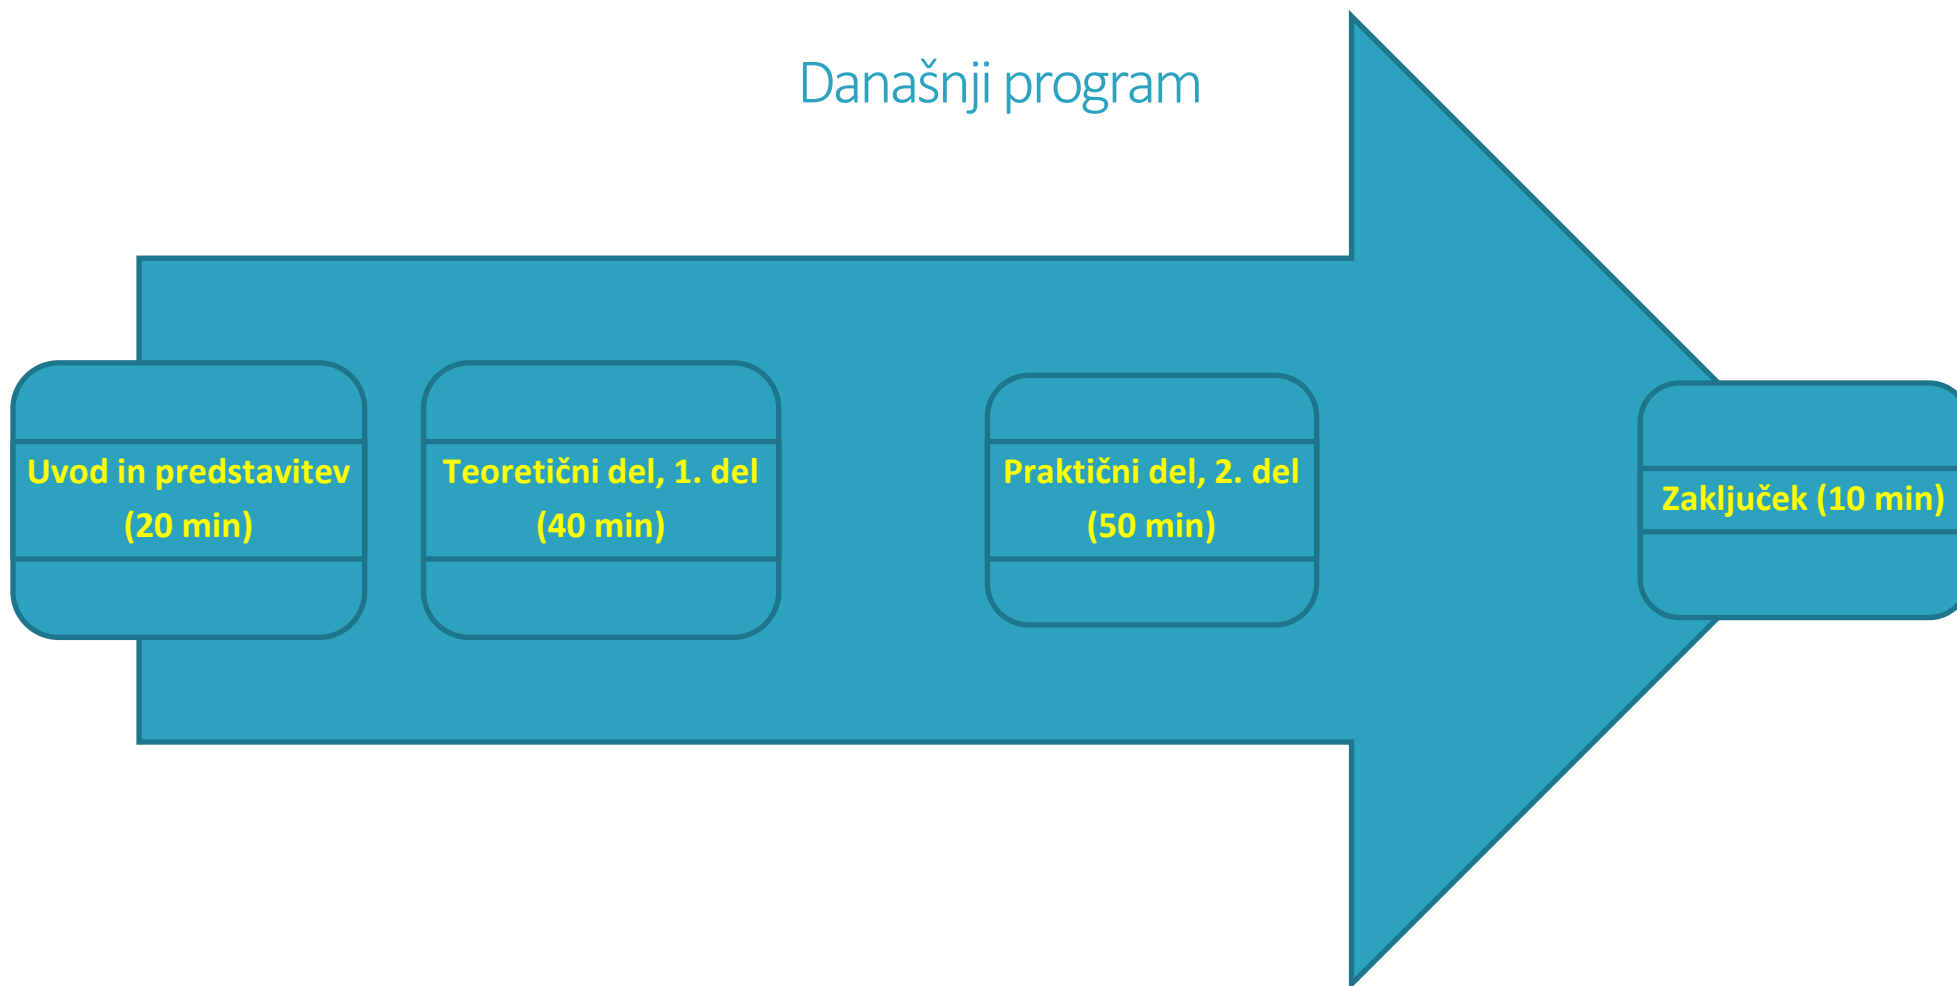 Današnji program
Uvod in predstavitev
(20 min)
Teoretični del, 1. del
(40 min)
Praktični del, 2. del
(50 min)
Zaključek (10 min)